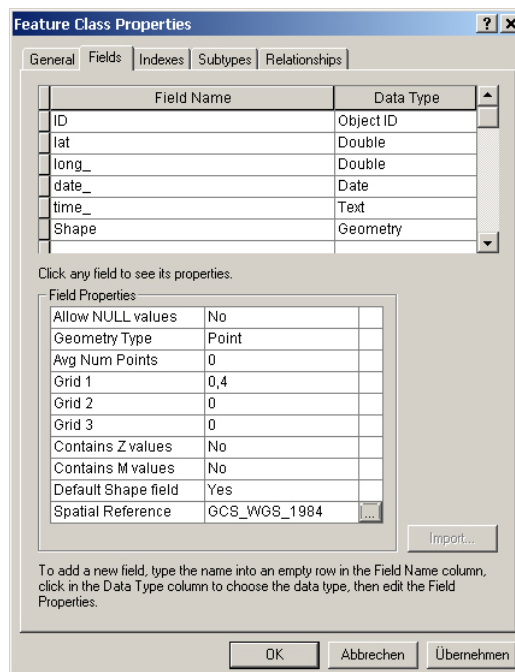 Feature Class Properties
General Fields Indexes Subtypes Relationships
Field Name Data Type
ID Object ID
lat Double
long_ Double
date_ Date
time_ Text
Shape Geometry
Click any field to see its properties.
Field Properties
Allow NULL values No
Geometry Type Point
Avg Num Points 0
Grid 1 0,4
Grid 2 0
Grid 3 0
Contains Z values No
Contains M values No
Default Shape field Yes
Spatial Reference GCS_WGS_1984 ...
Import...
To add a new field, type the name into an empty row in the Field Name column,
click in the Data Type column to choose the data type, then edit the Field
Properties.
OK Abbrechen Übernehmen